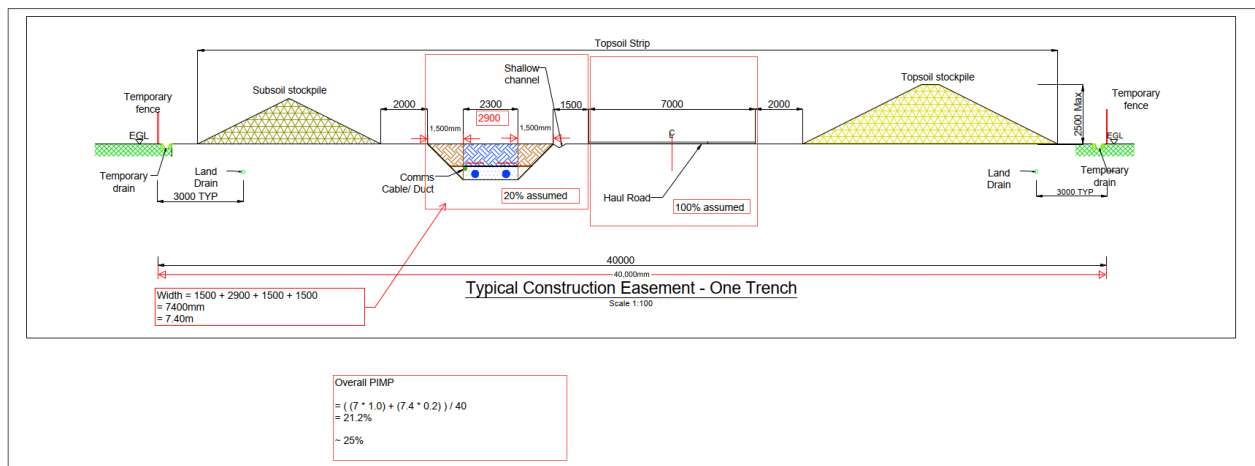 Topsoil Strip
Subsoil stockpile
Shallow
channel
Topsoil stockpile
Temporary
fence
2000
2300
2900
1500
7000
2000
2500 Max.
Temporary
fence
1,500mm
1,500mm
EGL
EGL
Temporary
drain
Land
Drain
3000 TYP
Comms
Cable/ Duct
20% assumed
Haul Road
100% assumed
Land
Drain
Temporary
drain
3000 TYP
40000
40,000mm
Typical Construction Easement - One Trench
Scale 1:100
Width = 1500 + 2900 + 1500 + 1500
= 7400mm
= 7.40m
Overall PIMP
= ( (7 * 1.0) + (7.4 * 0.2) ) / 40
= 21.2%
~ 25%